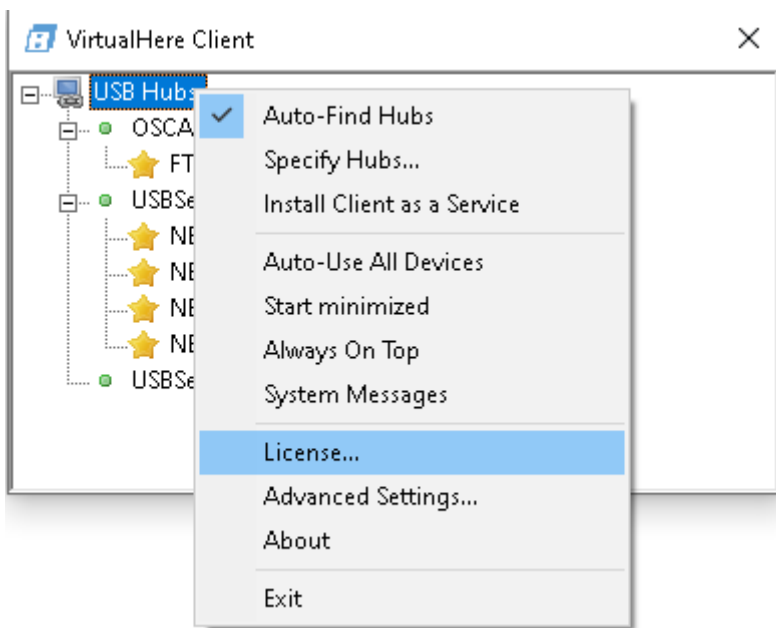 VirtualHere Client
USB Hubs
OSCA
FT
USBSe
NE
NE
NE
NE
USBSe
Auto-Find Hubs
Specify Hubs...
Install Client as a Service
Auto-Use All Devices
Start minimized
Always On Top
System Messages
License...
Advanced Settings...
About
Exit